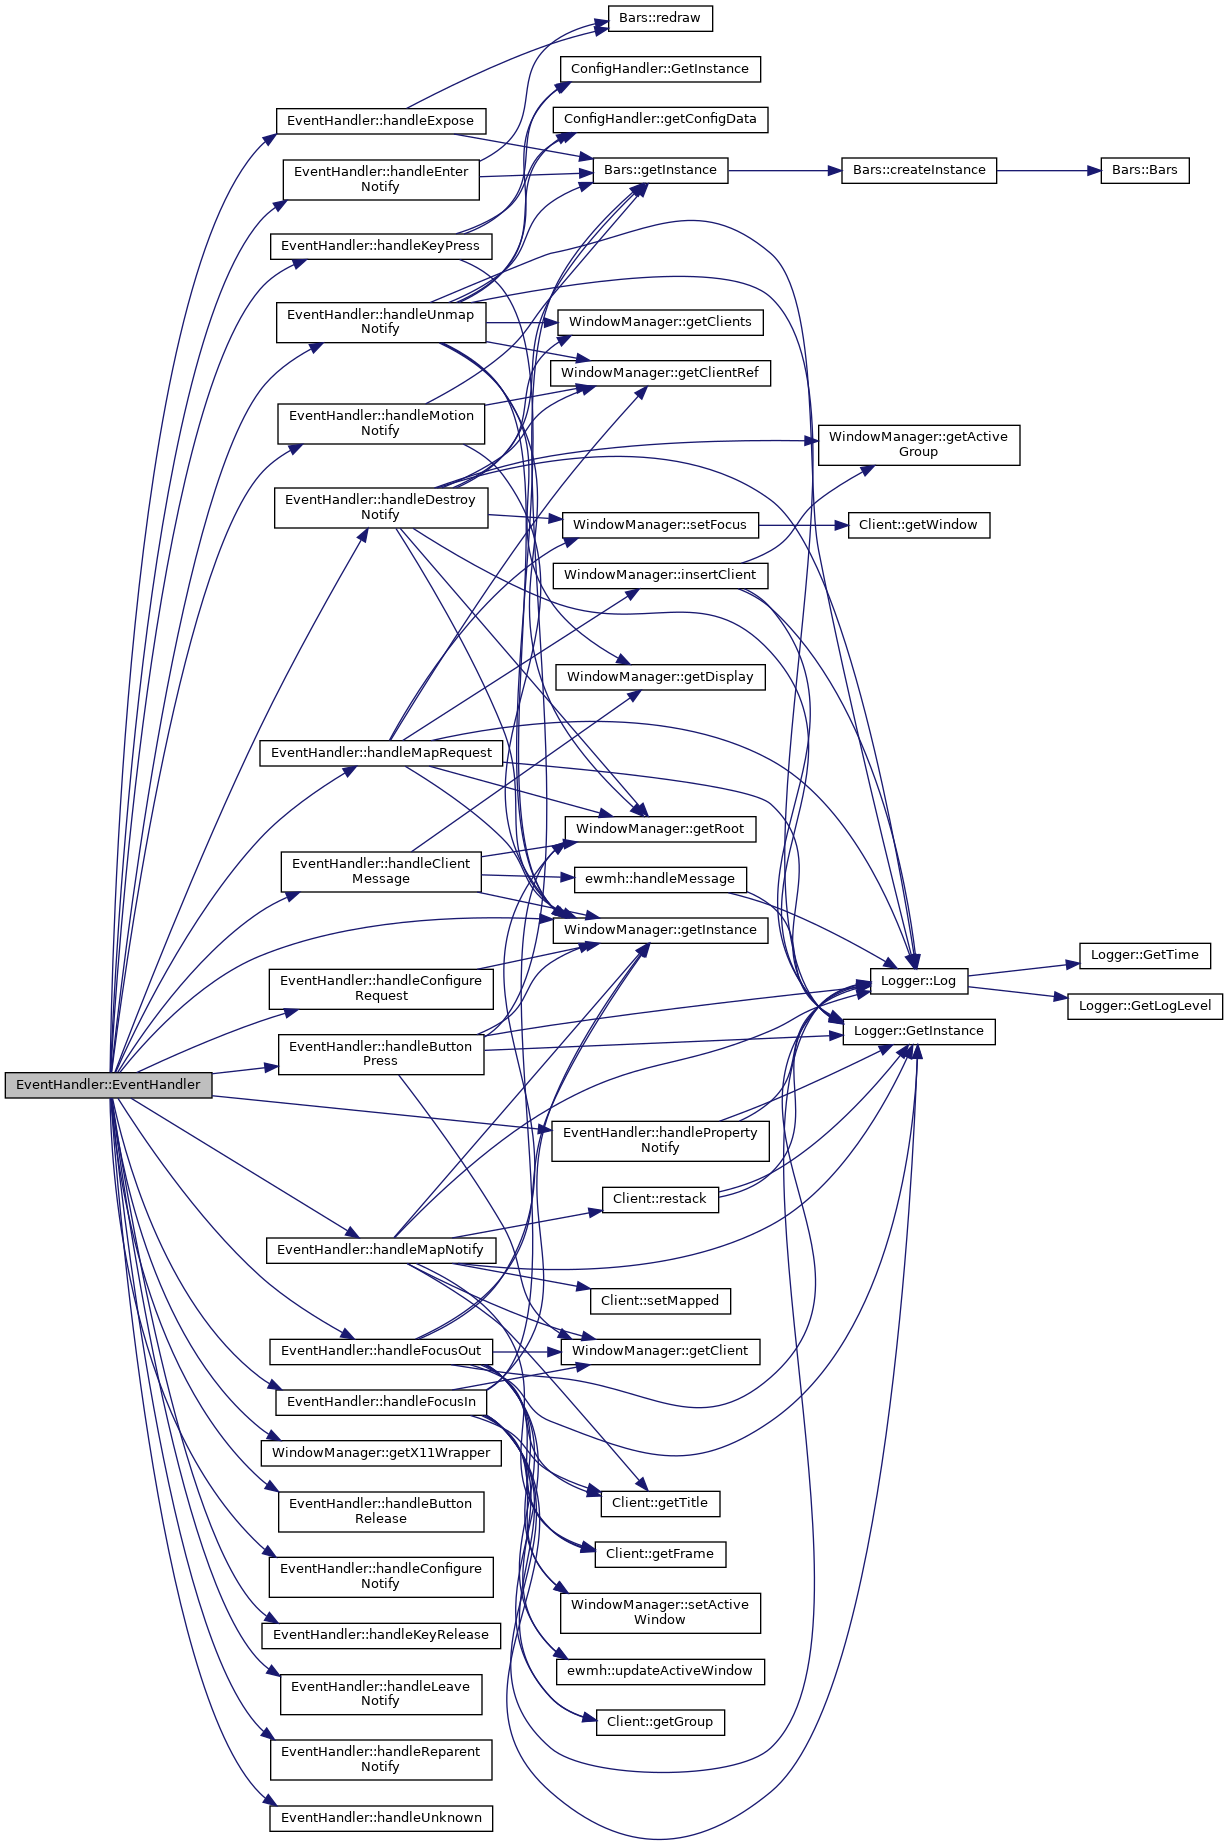 Bars::redraw
ConfigHandler::GetInstance
EventHandler::handleExpose
ConfigHandler::getConfigData
EventHandler::handleEnter
Notify
Bars::getInstance
Bars::createInstance
Bars::Bars
EventHandler::handleKeyPress
EventHandler::handleUnmap
Notify
WindowManager::getClients
WindowManager::getClientRef
EventHandler::handleMotion
Notify
WindowManager::getActive
Group
EventHandler::handleDestroy
Notify
WindowManager::setFocus
Client::getWindow
WindowManager::insertClient
WindowManager::getDisplay
EventHandler::handleMapRequest
WindowManager::getRoot
EventHandler::handleClient
Message
ewmh::handleMessage
WindowManager::getInstance
Logger::GetTime
EventHandler::handleConfigure
Request
Logger::Log
Logger::GetLogLevel
EventHandler::handleButton
Press
Logger::GetInstance
EventHandler::EventHandler
EventHandler::handleProperty
Notify
Client::restack
EventHandler::handleMapNotify
Client::setMapped
EventHandler::handleFocusOut
WindowManager::getClient
EventHandler::handleFocusIn
WindowManager::getX11Wrapper
EventHandler::handleButton
Release
Client::getTitle
Client::getFrame
EventHandler::handleConfigure
Notify
WindowManager::setActive
Window
EventHandler::handleKeyRelease
ewmh::updateActiveWindow
EventHandler::handleLeave
Notify
Client::getGroup
EventHandler::handleReparent
Notify
EventHandler::handleUnknown